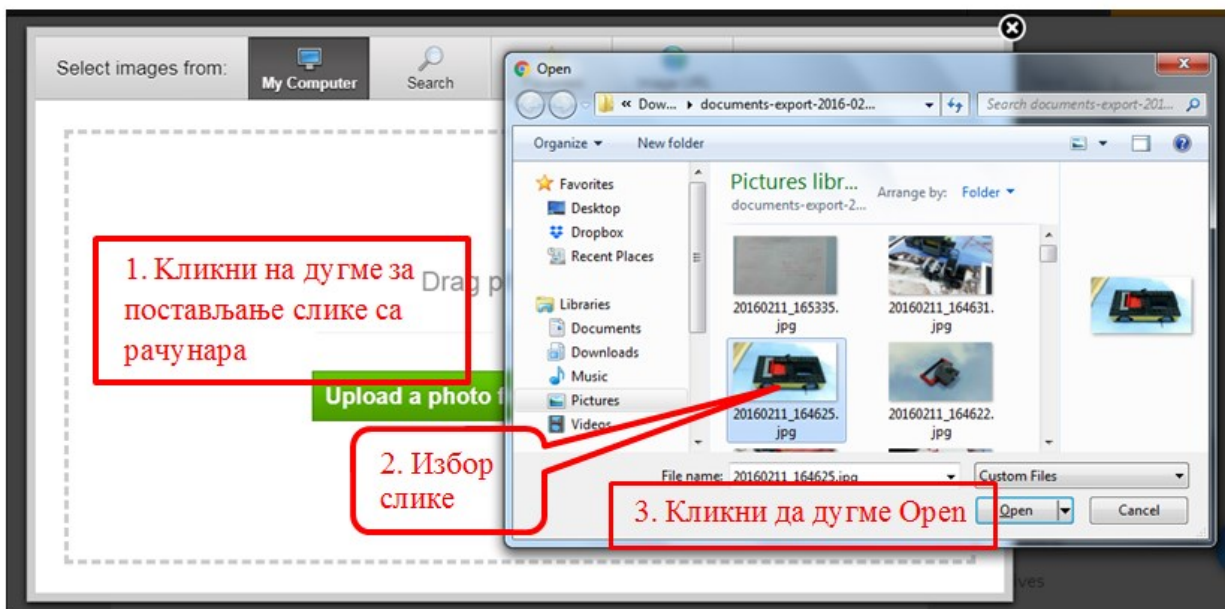 Select images from:
My Computer
Search
Open
« Dow... ▸ documents-export-2016-02...
Search documents-export-201...
Organize
New folder
Favorites
Desktop
Dropbox
Recent Places
Libraries
Documents
Downloads
Music
Pictures
Videos
Pictures libr...
documents-export-2...
Arrange by: Folder
20160211_165335.
jpg
20160211_164631.
jpg
20160211_164625.
jpg
20160211_164622.
jpg
1. Кликни на дугме за
постављање слике са
рачунара
Drag
Upload a photo
2. Избор
слике
File name: 20160211_164625.jpg
Custom Files
3. Кликни да дугме Open
Open
Cancel